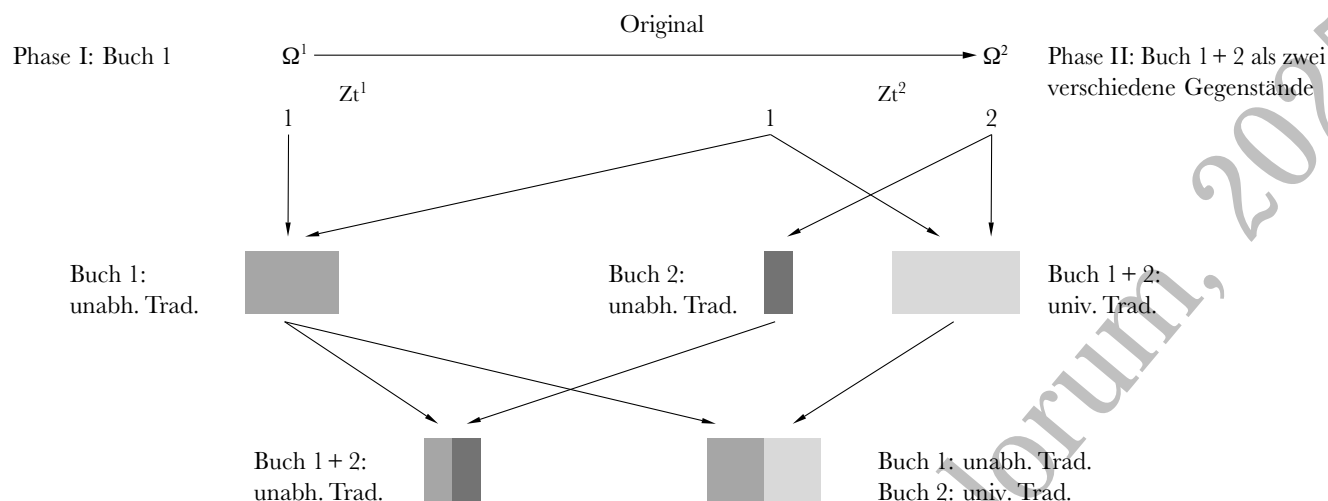 Original
Phase I: Buch 1
Ω¹
Ω²
Phase II: Buch 1 + 2 als zwei
verschiedene Gegenstände
Zt¹
Zt²
1
1
2
Buch 1:
unabh. Trad.
Buch 2:
unabh. Trad.
Buch 1 + 2:
univ. Trad.
Buch 1 + 2:
unabh. Trad.
Buch 1: unabh. Trad.
Buch 2: univ. Trad.